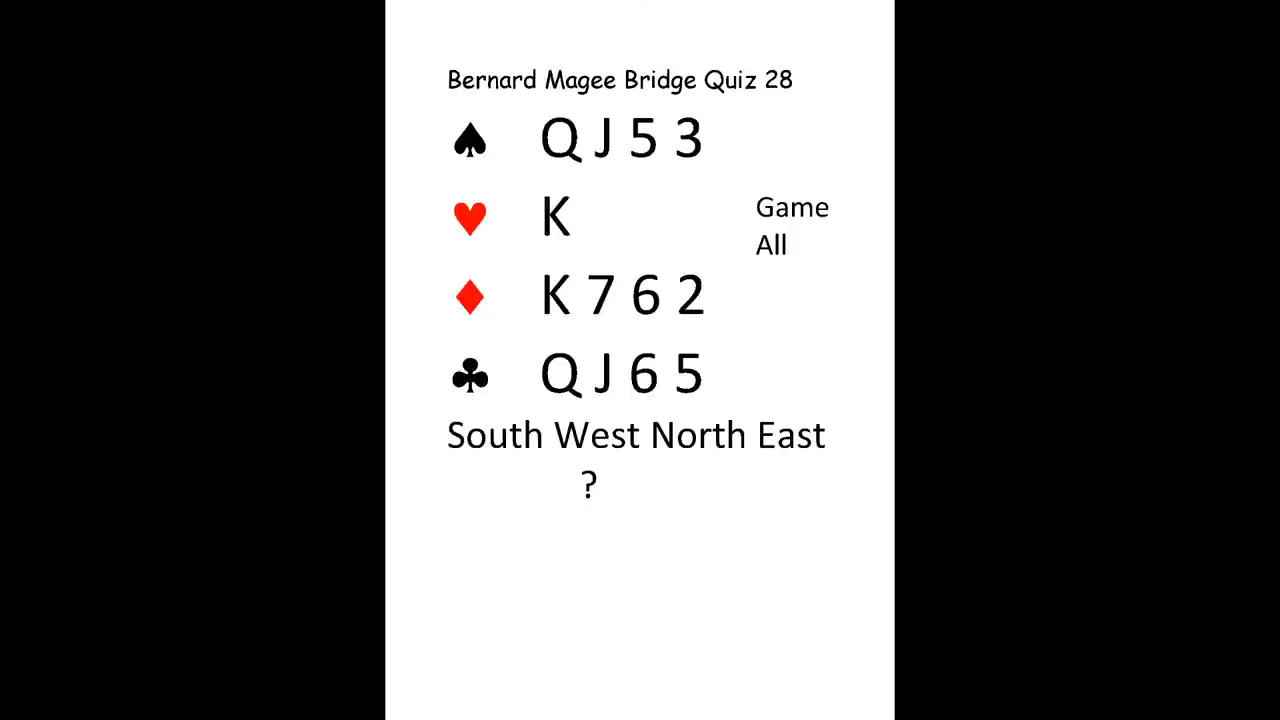 Bernard Magee Bridge Quiz 28
♠ Q J 5 3
♥ K
Game
All
♦ K 7 6 2
♣ Q J 6 5
South West North East
?